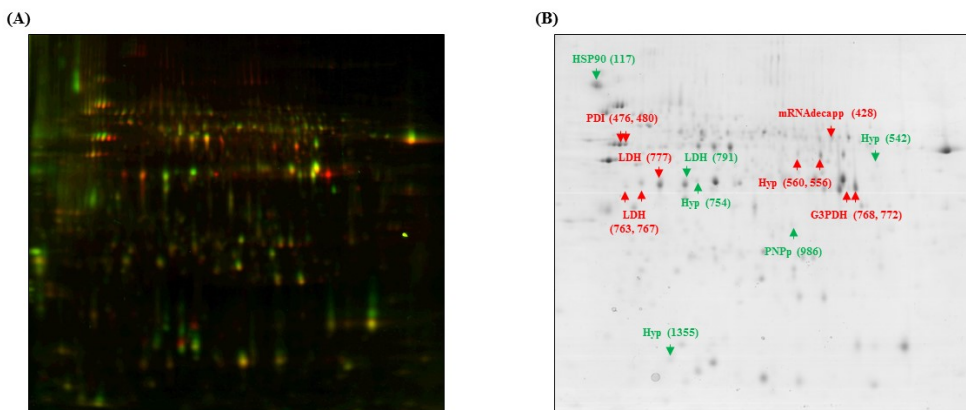 (A)
(B)
HSP90 (117)
PDI (476, 480)
mRNAdecapp (428)
Hyp (542)
LDH (777)
LDH (791)
Hyp (560, 556)
Hyp (754)
LDH
(763, 767)
G3PDH (768, 772)
PNPp (986)
Hyp (1355)